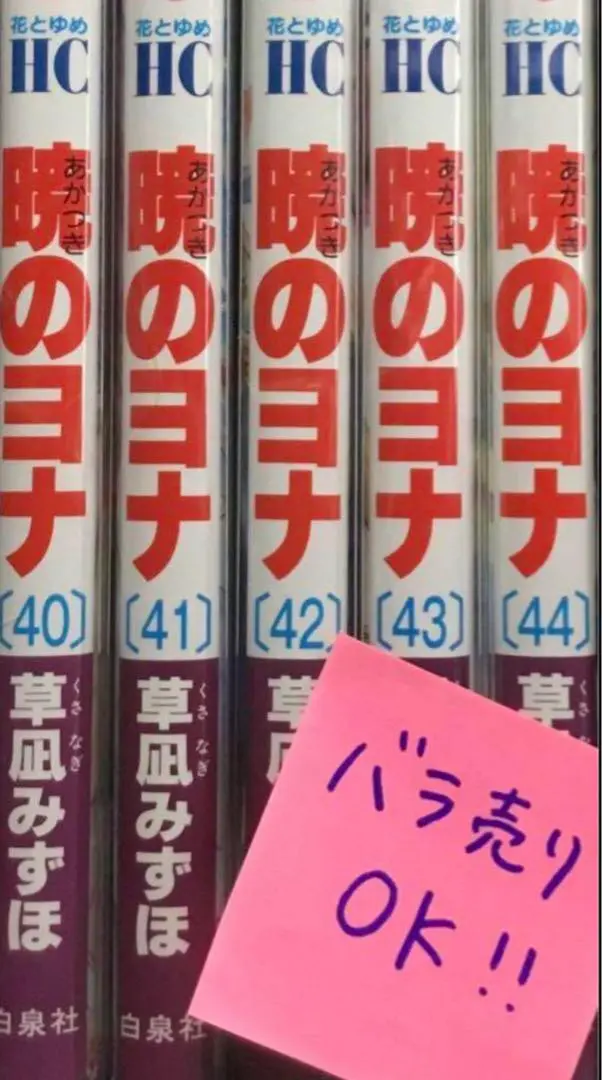 花とゆめ
HC
暁のヨナ
あかつき
〔40〕
草凪みずほ
くさなぎ
白泉社
花とゆめ
HC
暁のヨナ
あかつき
〔41〕
草凪みずほ
くさなぎ
白泉社
花とゆめ
HC
暁のヨナ
あかつき
〔42〕
草
花とゆめ
HC
暁のヨナ
あかつき
〔43〕
花とゆめ
HC
暁のヨナ
あかつき
〔44〕
草
くさ
バラ売り
OK!!